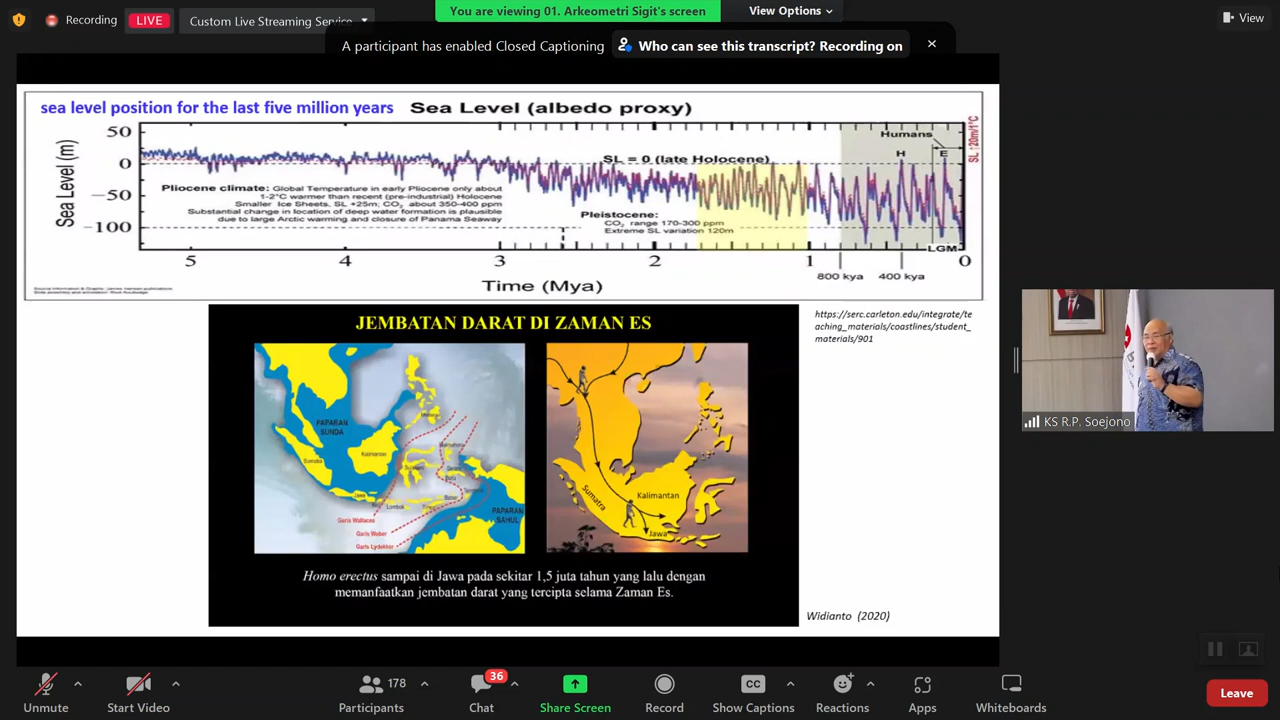 Recording
LIVE
Custom Live Streaming Service
You are viewing 01. Arkeometri Sigit's screen
View Options
View
A participant has enabled Closed Captioning
Who can see this transcript? Recording on
sea level position for the last five million years
Sea Level (albedo proxy)
Sea Level (m)
50
0
−50
−100
SL = 0 (late Holocene)
Humans
H
E
SL ↑20m/1°C
Pliocene climate: Global Temperature in early Pliocene only about
1-2°C warmer than recent (pre-industrial) Holocene
Smaller Ice Sheets, SL +25m; CO2 about 350-400 ppm
Substantial change in location of deep water formation is plausible
due to large Arctic warming and closure of Panama Seaway
Pleistocene:
CO2 range 170-300 ppm
Extreme SL variation 120m
LGM
5
4
3
2
1
0
800 kya
400 kya
Time (Mya)
https://serc.carleton.edu/integrate/te
aching_materials/coastlines/student_
materials/901
JEMBATAN DARAT DI ZAMAN ES
PAPARAN
SUNDA
Kalimantan
Lombok
Garis Wallacea
Garis Weber
Garis Lydekker
PAPARAN
SAHUL
Sumatra
Kalimantan
Jawa
Homo erectus sampai di Jawa pada sekitar 1,5 juta tahun yang lalu dengan
memanfaatkan jembatan darat yang tercipta selama Zaman Es.
Widianto (2020)
KS R.P. Soejono
Unmute
Start Video
178
Participants
36
Chat
Share Screen
Record
CC
Show Captions
Reactions
Apps
Whiteboards
Leave